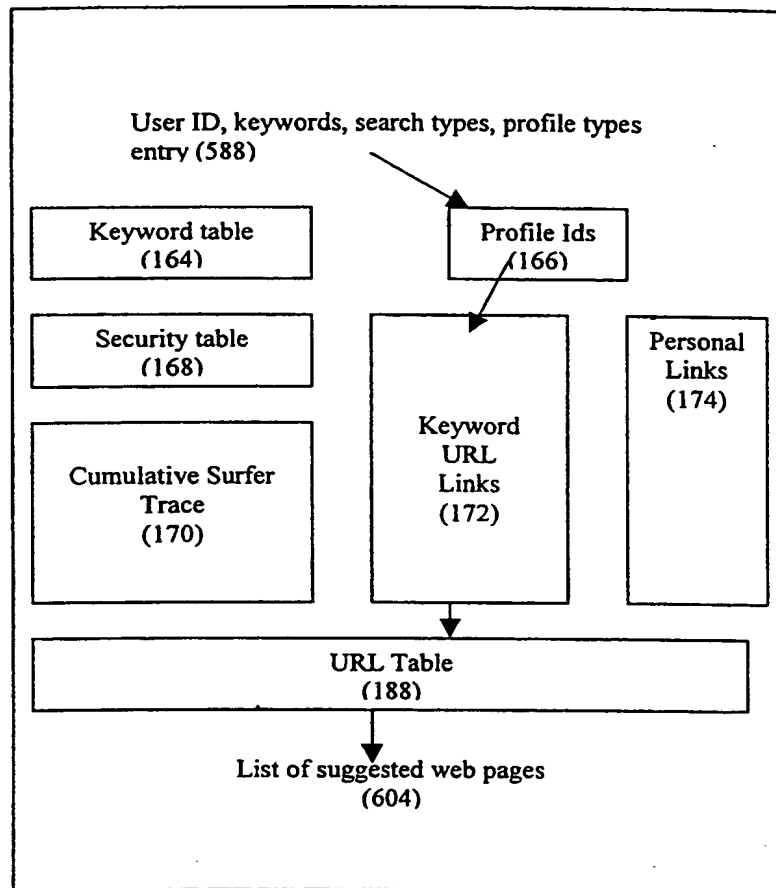 User ID, keywords, search types, profile types
entry (588)
Keyword table
(164)
Profile Ids
(166)
Security table
(168)
Keyword
URL
Links
(172)
Personal
Links
(174)
Cumulative Surfer
Trace
(170)
URL Table
(188)
List of suggested web pages
(604)